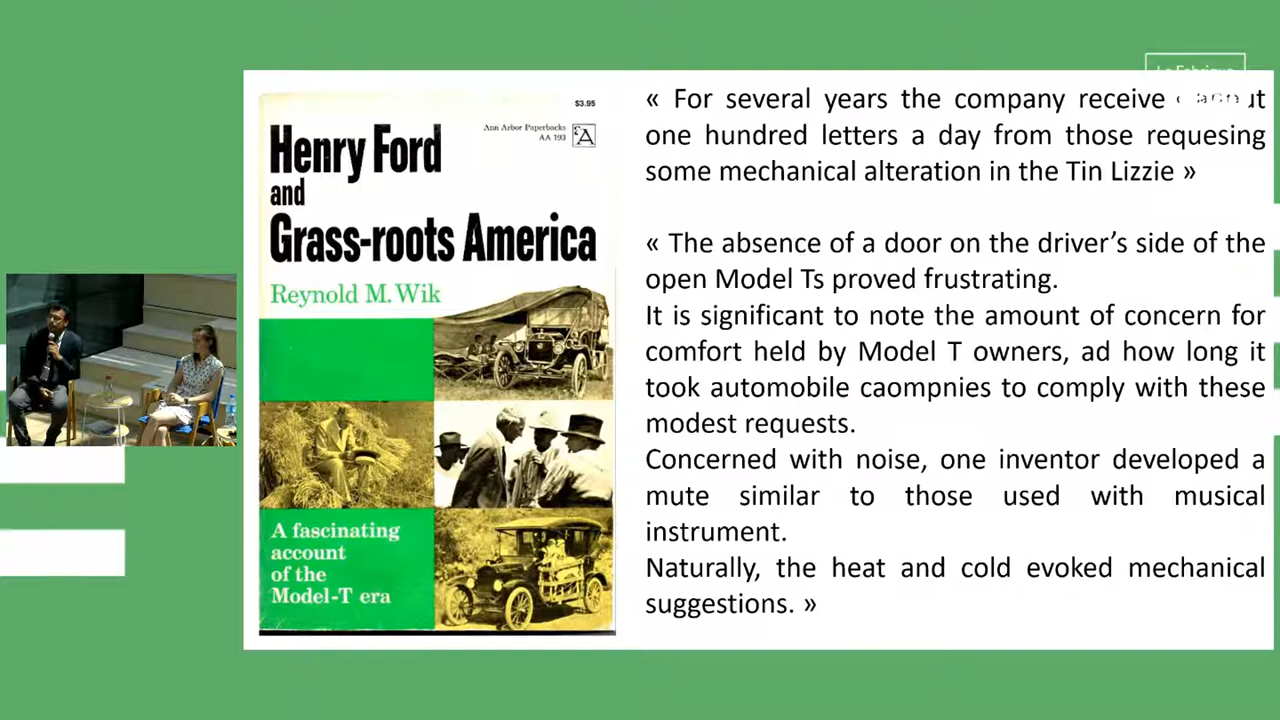 $3.95
Ann Arbor Paperbacks
AA 193
Henry Ford
and
Grass-roots America
Reynold M. Wik
A fascinating
account
of the
Model-T era
« For several years the company receive
one hundred letters a day from those requesing
some mechanical alteration in the Tin Lizzie »
« The absence of a door on the driver’s side of the
open Model Ts proved frustrating.
It is significant to note the amount of concern for
comfort held by Model T owners, ad how long it
took automobile caompnies to comply with these
modest requests.
Concerned with noise, one inventor developed a
mute similar to those used with musical
instrument.
Naturally, the heat and cold evoked mechanical
suggestions. »